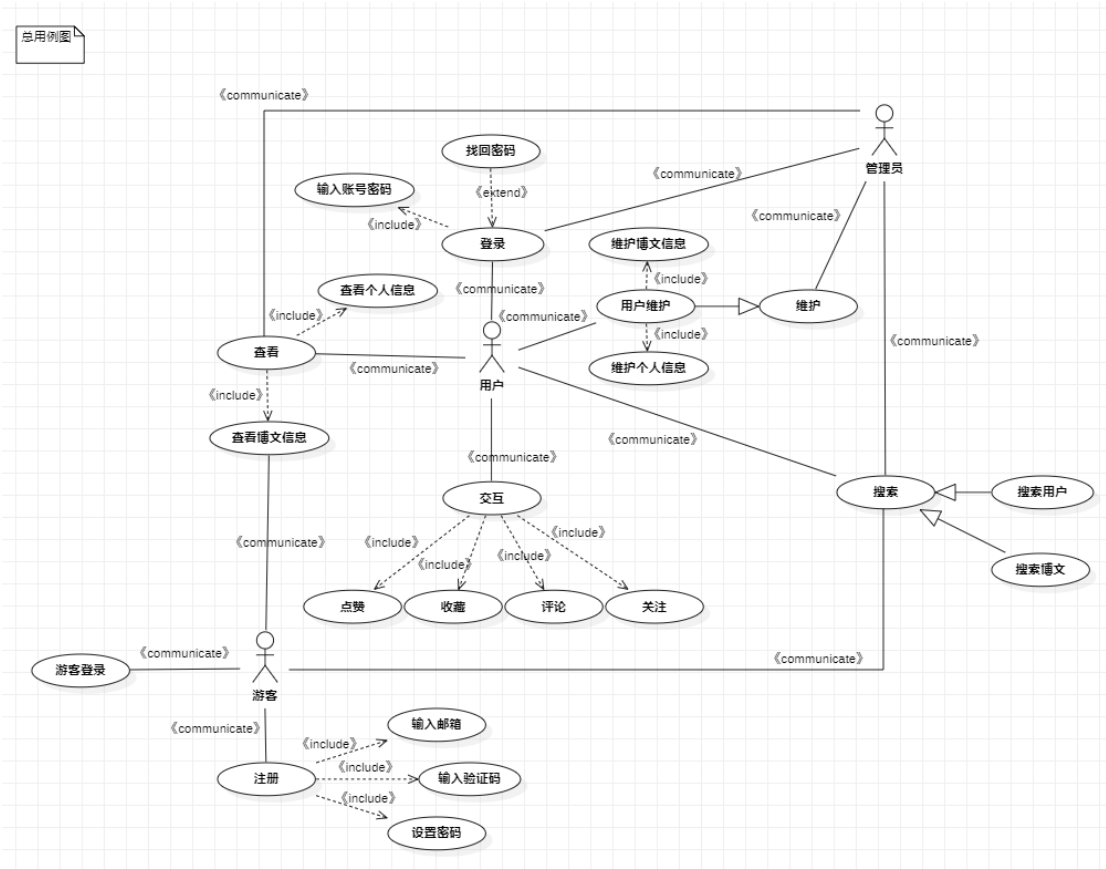 总用例图
《communicate》
管理员
找回密码
《communicate》
输入账号密码
《extend》
《communicate》
《include》
登录
维护博文信息
《include》
查看个人信息
《communicate》
用户维护
维护
《include》
《communicate》
《include》
《communicate》
查看
《communicate》
维护个人信息
用户
《include》
查看博文信息
《communicate》
《communicate》
交互
搜索
搜索用户
《include》
《include》
《communicate》
《include》
《include》
搜索博文
点赞
收藏
评论
关注
《communicate》
《communicate》
游客登录
游客
《communicate》
输入邮箱
《include》
《include》
注册
输入验证码
《include》
设置密码